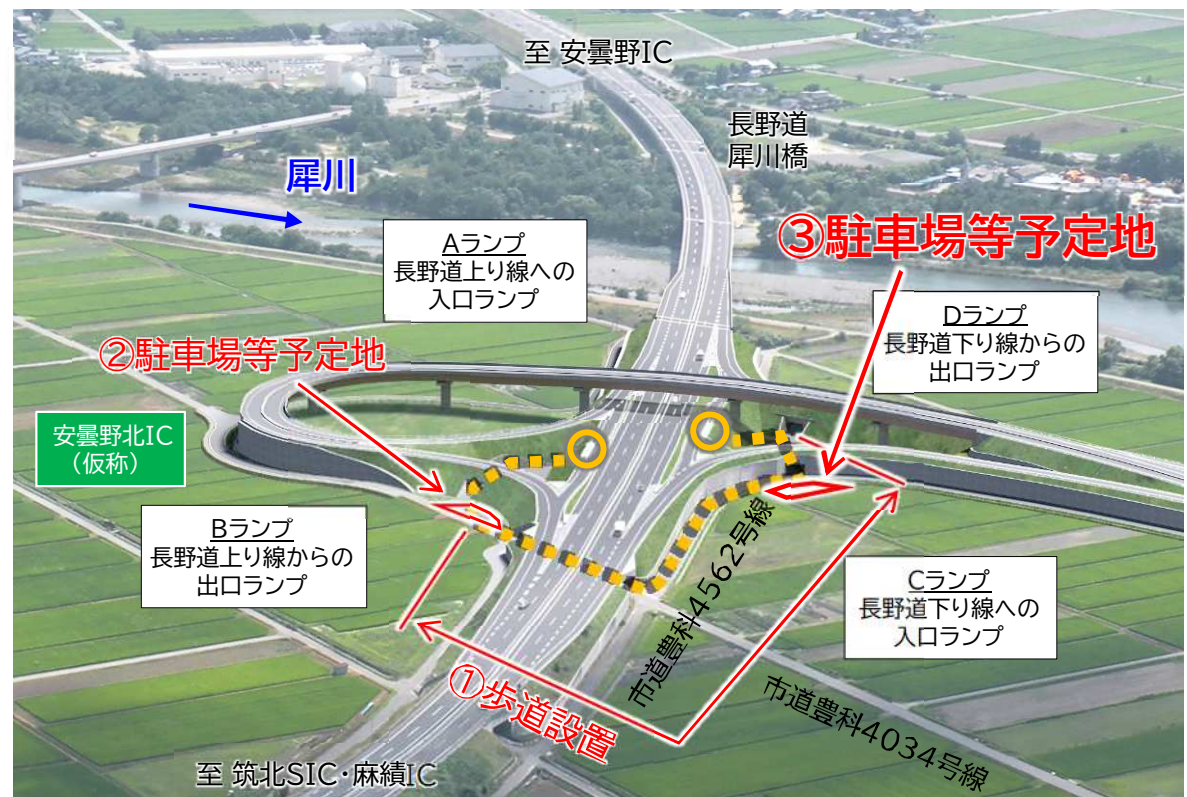 至 安曇野IC
長野道
犀川橋
犀川
③駐車場等予定地
Aランプ
長野道上り線への
入口ランプ
Dランプ
長野道下り線からの
出口ランプ
②駐車場等予定地
安曇野北IC
(仮称)
Bランプ
長野道上り線からの
出口ランプ
Cランプ
長野道下り線への
入口ランプ
市道豊科4562号線
①歩道設置
市道豊科4034号線
至 筑北SIC・麻績IC